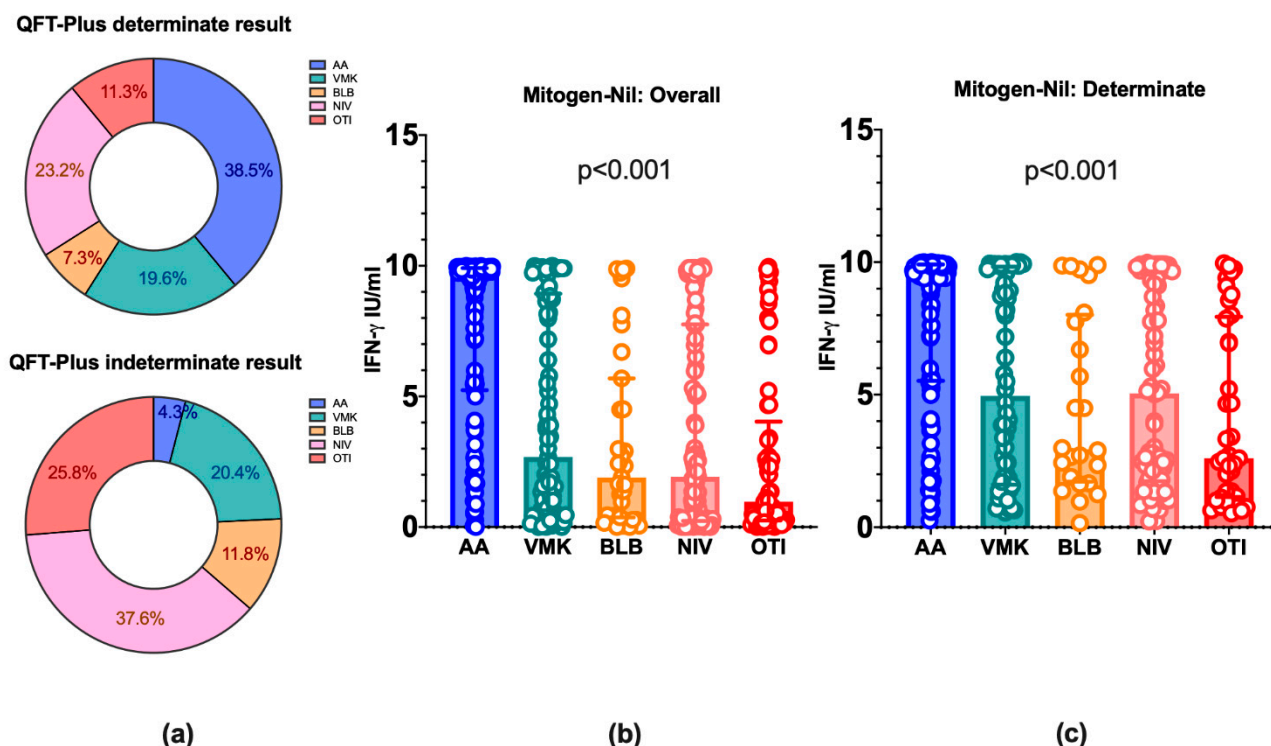 QFT-Plus determinate result
AA
VMK
BLB
NIV
OTI
11.3%
38.5%
23.2%
7.3%
19.6%
QFT-Plus indeterminate result
AA
VMK
BLB
NIV
OTI
4.3%
25.8%
20.4%
11.8%
37.6%
(a)
Mitogen-Nil: Overall
p<0.001
IFN-γ IU/ml
15
10
5
0
AA VMK BLB NIV OTI
(b)
Mitogen-Nil: Determinate
p<0.001
IFN-γ IU/ml
15
10
5
0
AA VMK BLB NIV OTI
(c)